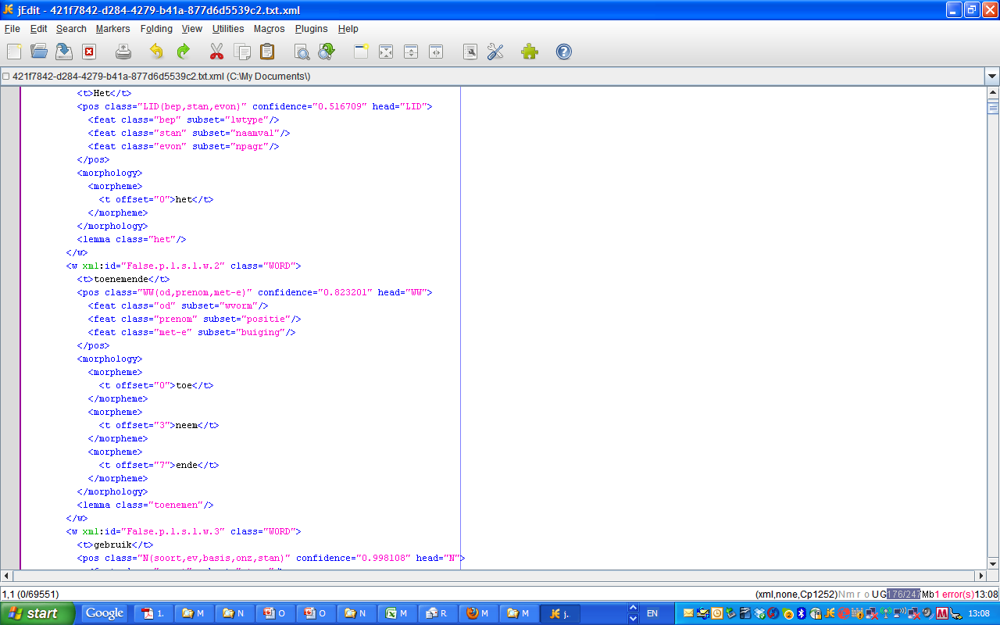 jEdit - 421f7842-d284-4279-b41a-877d6d5539c2.txt.xml
File Edit Search Markers Folding View Utilities Macros Plugins Help
421f7842-d284-4279-b41a-877d6d5539c2.txt.xml (C:\My Documents\)
<t>Het</t>
<pos class="LID(bep,stan,evon)" confidence="0.516709" head="LID">
<feat class="bep" subset="lwtype"/>
<feat class="stan" subset="naamval"/>
<feat class="evon" subset="npagr"/>
</pos>
<morphology>
<morpheme>
<t offset="0">het</t>
</morpheme>
</morphology>
<lemma class="het"/>
</w>
<w xml:id="False.p.1.s.1.w.2" class="WORD">
<t>toenemende</t>
<pos class="WW(od,prenom,met-e)" confidence="0.823201" head="WW">
<feat class="od" subset="wvorm"/>
<feat class="prenom" subset="positie"/>
<feat class="met-e" subset="buiging"/>
</pos>
<morphology>
<morpheme>
<t offset="0">toe</t>
</morpheme>
<morpheme>
<t offset="3">neem</t>
</morpheme>
<morpheme>
<t offset="7">ende</t>
</morpheme>
</morphology>
<lemma class="toenemen"/>
</w>
<w xml:id="False.p.1.s.1.w.3" class="WORD">
<t>gebruik</t>
<pos class="N(soort,ev,basis,onz,stan)" confidence="0.998108" head="N">
1,1 (0/69551) (xml,none,Cp1252)Nm r o UG176/247Mb1 error(s)13:08
start Google 1. M N O O N M R M M j. EN 13:08